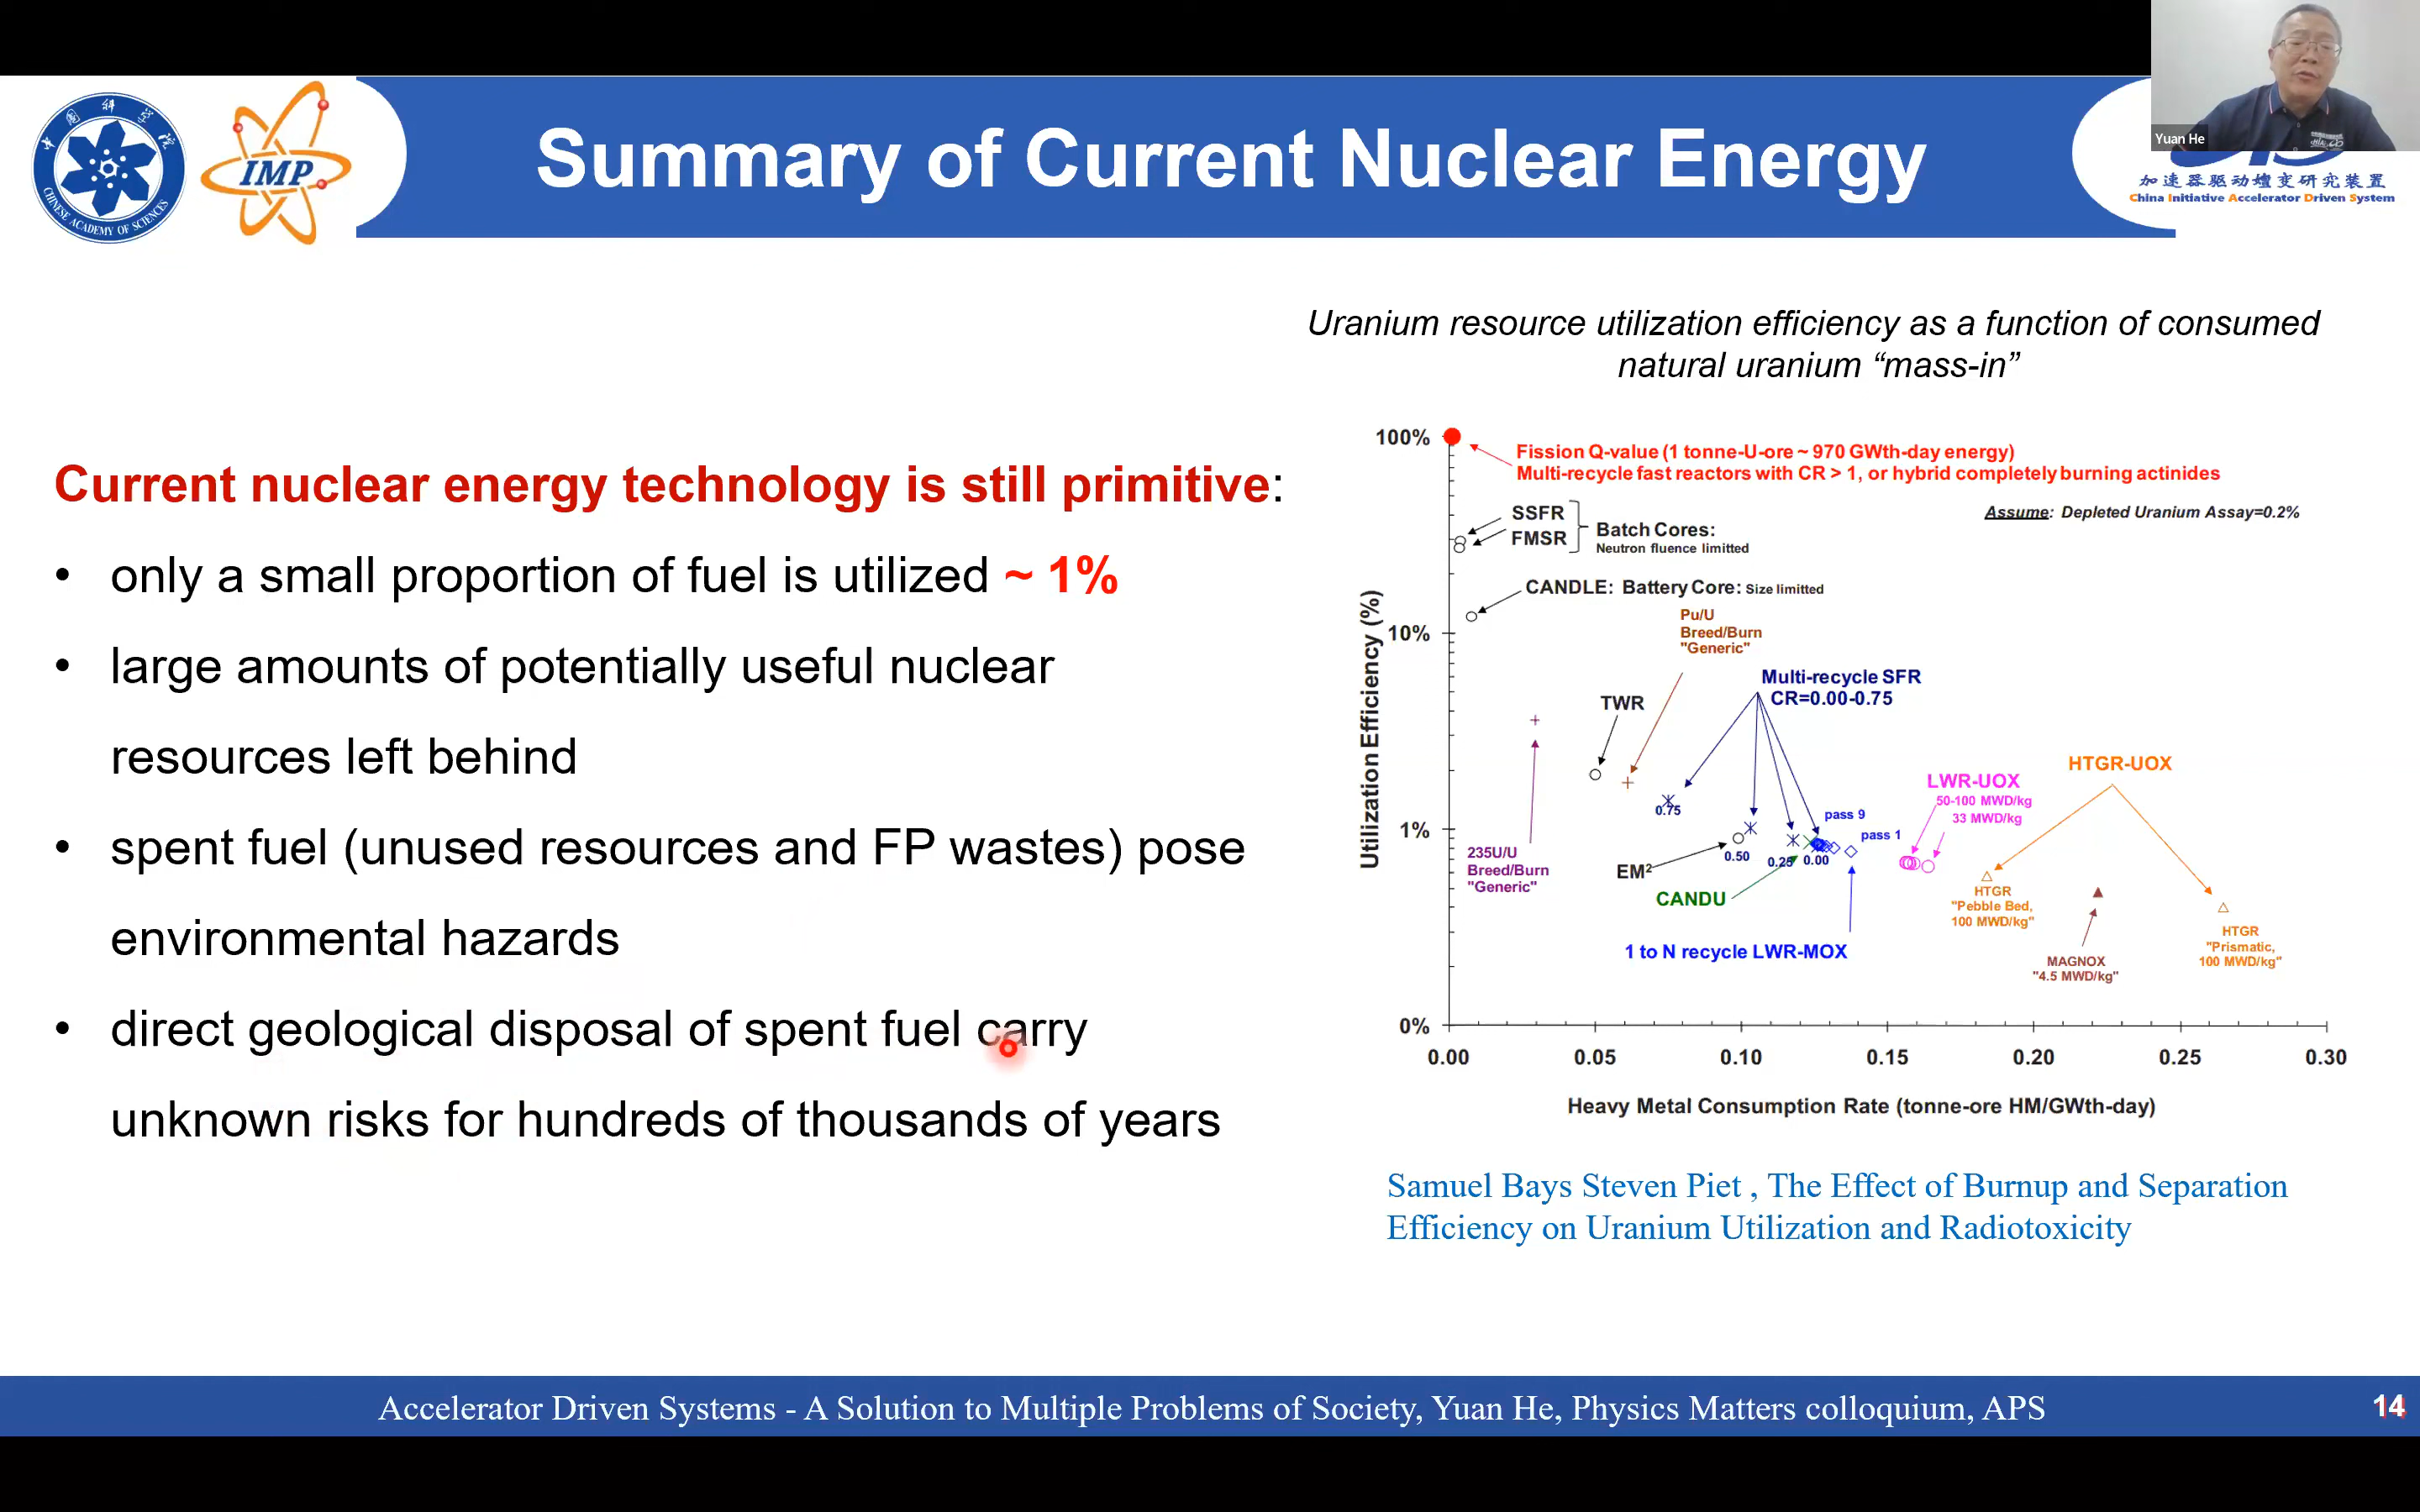 Yuan He
中国科学院
CHINESE ACADEMY OF SCIENCES
IMP
Summary of Current Nuclear Energy
加速器驱动嬗变研究装置
China Initiative Accelerator Driven System
Current nuclear energy technology is still primitive:
• only a small proportion of fuel is utilized ~ 1%
• large amounts of potentially useful nuclear
resources left behind
• spent fuel (unused resources and FP wastes) pose
environmental hazards
• direct geological disposal of spent fuel carry
unknown risks for hundreds of thousands of years
Uranium resource utilization efficiency as a function of consumed
natural uranium “mass-in”
Utilization Efficiency (%)
100%
10%
1%
0%
Fission Q-value (1 tonne-U-ore ~ 970 GWth-day energy)
Multi-recycle fast reactors with CR > 1, or hybrid completely burning actinides
Assume: Depleted Uranium Assay=0.2%
SSFR
FMSR
Batch Cores:
Neutron fluence limitted
CANDLE: Battery Core: Size limitted
Pu/U
Breed/Burn
"Generic"
Multi-recycle SFR
CR=0.00-0.75
TWR
HTGR-UOX
LWR-UOX
50-100 MWD/kg
33 MWD/kg
0.75
pass 9
pass 1
235U/U
Breed/Burn
"Generic"
0.50
0.25
0.00
EM²
CANDU
1 to N recycle LWR-MOX
HTGR
"Pebble Bed,
100 MWD/kg"
MAGNOX
"4.5 MWD/kg"
HTGR
"Prismatic,
100 MWD/kg"
0.00 0.05 0.10 0.15 0.20 0.25 0.30
Heavy Metal Consumption Rate (tonne-ore HM/GWth-day)
Samuel Bays Steven Piet , The Effect of Burnup and Separation
Efficiency on Uranium Utilization and Radiotoxicity
Accelerator Driven Systems - A Solution to Multiple Problems of Society, Yuan He, Physics Matters colloquium, APS
14